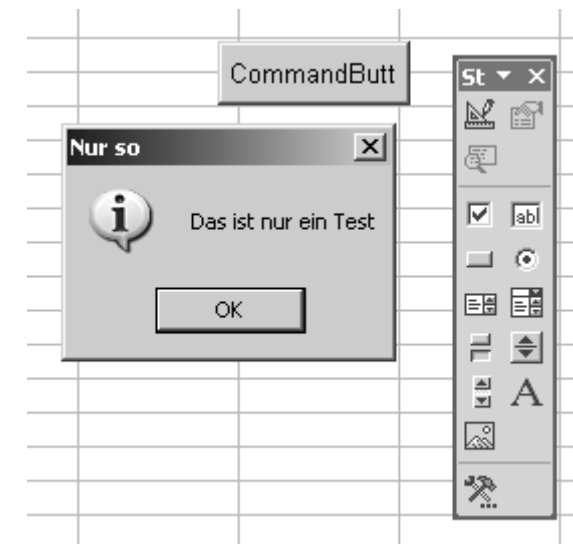 CommandButt
St
Nur so
Das ist nur ein Test
OK
abl
A